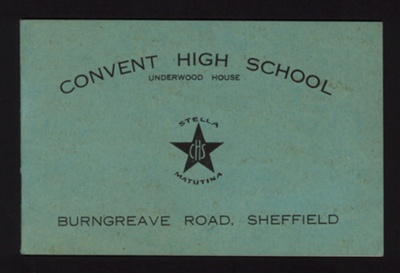 CONVENT HIGH SCHOOL
UNDERWOOD HOUSE
STELLA
CHS
MATUTINA
BURNGREAVE ROAD, SHEFFIELD